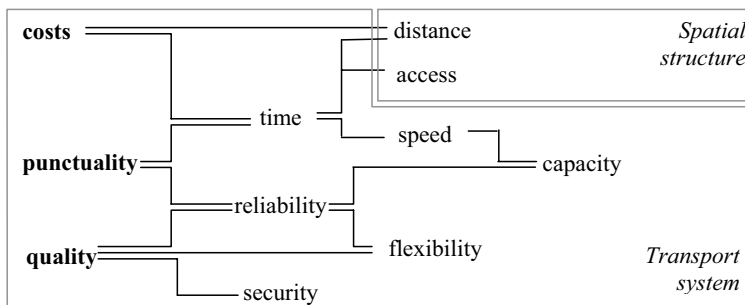 costs
distance
Spatial
structure
access
time
speed
punctuality
capacity
reliability
quality
flexibility
Transport
system
security